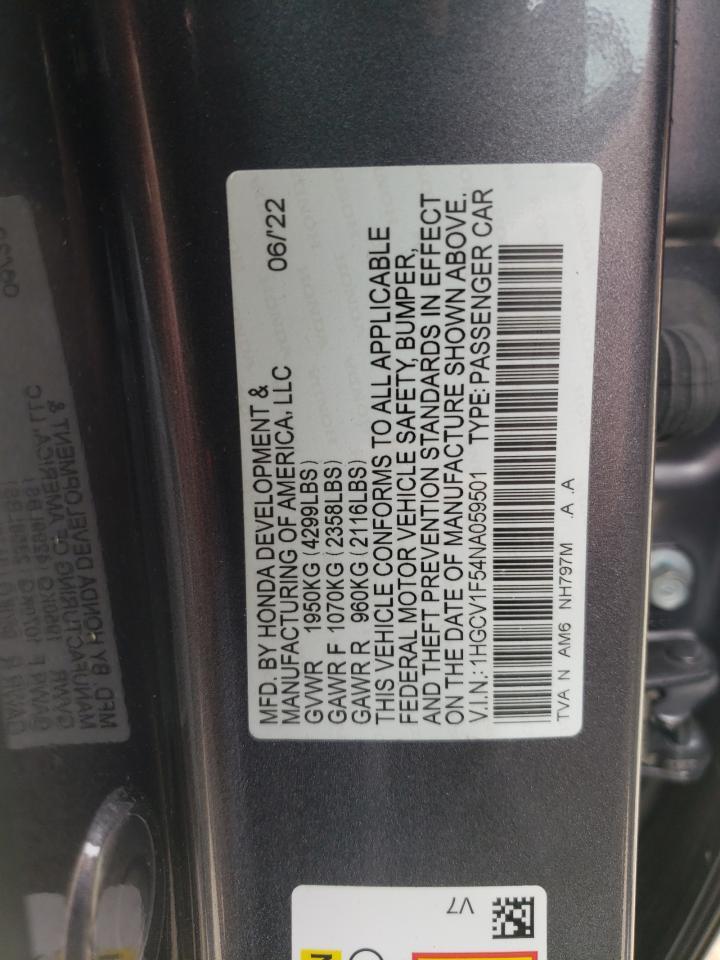 MFD. BY HONDA DEVELOPMENT &
MANUFACTURING OF AMERICA, LLC 06/'22
GVWR 1950KG (4299LBS)
GAWR F 1070KG (2358LBS)
GAWR R 960KG (2116LBS)
THIS VEHICLE CONFORMS TO ALL APPLICABLE
FEDERAL MOTOR VEHICLE SAFETY, BUMPER,
AND THEFT PREVENTION STANDARDS IN EFFECT
ON THE DATE OF MANUFACTURE SHOWN ABOVE.
V.I.N.: 1HGCV1F54NA059501 TYPE: PASSENGER CAR
TVA N AM6 NH797M .A .A
V7